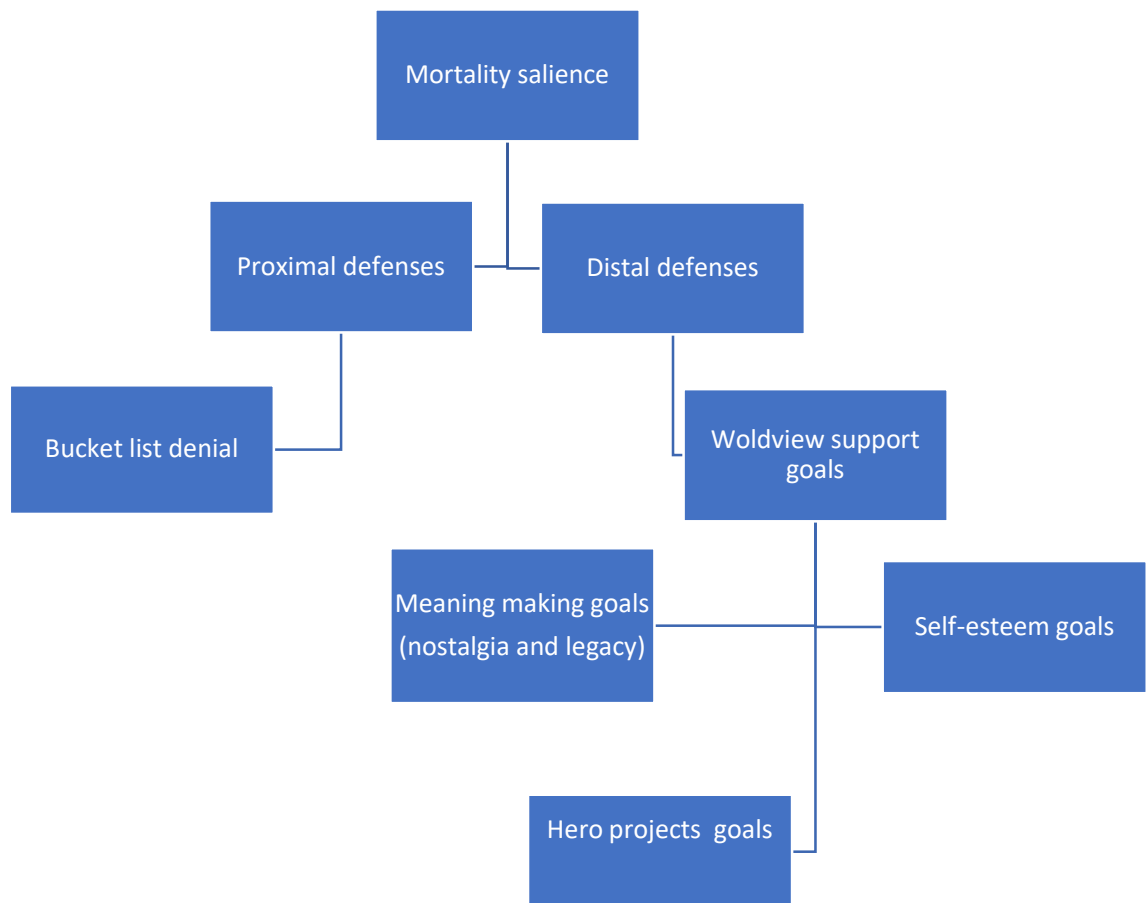 Mortality salience
Proximal defenses
Distal defenses
Bucket list denial
Woldview support
goals
Meaning making goals
(nostalgia and legacy)
Self-esteem goals
Hero projects  goals